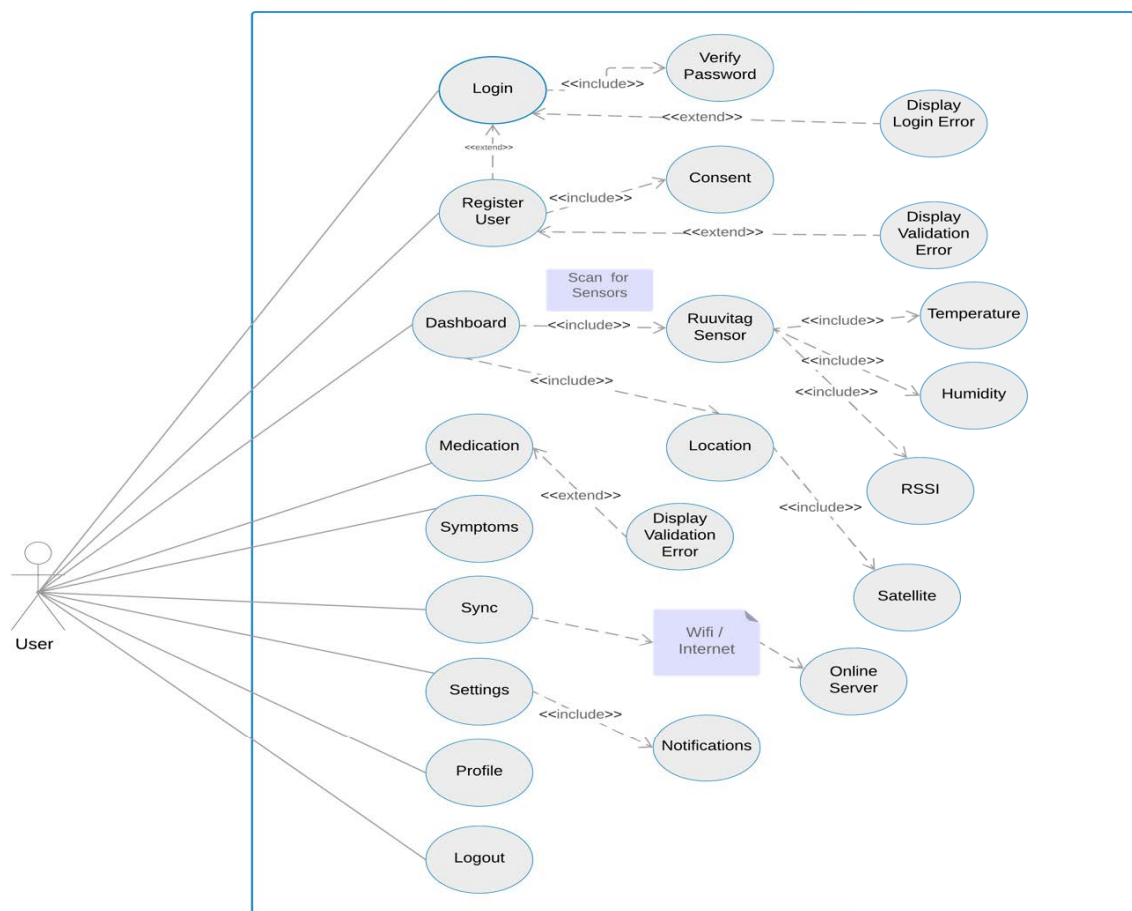 Verify
Password
Login
<<include>>
Display
Login Error
<<extend>>
<<extend>>
Consent
Register
User
<<include>>
Display
Validation
Error
<<extend>>
Scan for
Sensors
Dashboard
<<include>>
Ruuvitag
Sensor
<<include>>
Temperature
<<include>>
<<include>>
<<include>>
Humidity
Medication
Location
RSSI
<<extend>>
<<include>>
Symptoms
Display
Validation
Error
Satellite
Sync
User
Wifi /
Internet
Online
Server
Settings
<<include>>
Notifications
Profile
Logout